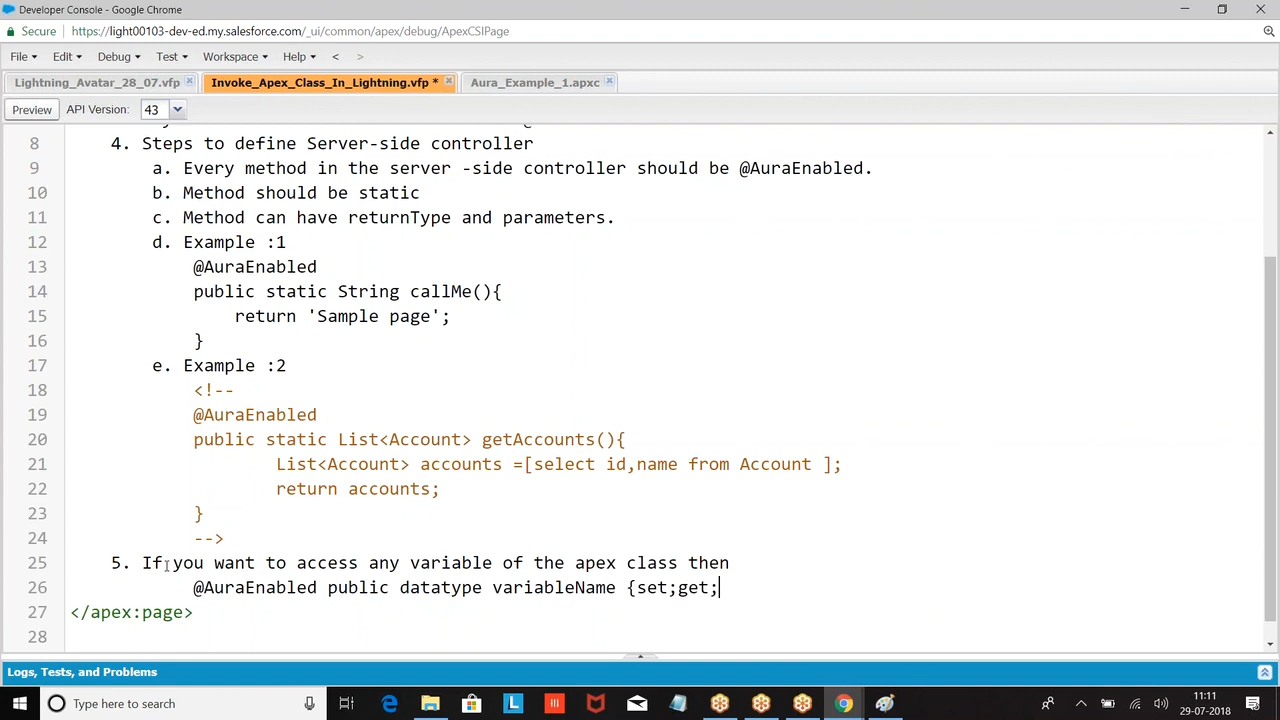 Developer Console - Google Chrome
Secure https://light00103-dev-ed.my.salesforce.com/_ui/common/apex/debug/ApexCSIPage
File Edit Debug Test Workspace Help < >
Lightning_Avatar_28_07.vfp Invoke_Apex_Class_In_Lightning.vfp * Aura_Example_1.apxc
Preview API Version: 43
8 4. Steps to define Server-side controller
9 a. Every method in the server -side controller should be @AuraEnabled.
10 b. Method should be static
11 c. Method can have returnType and parameters.
12 d. Example :1
13 @AuraEnabled
14 public static String callMe(){
15 return 'Sample page';
16 }
17 e. Example :2
18 <!--
19 @AuraEnabled
20 public static List<Account> getAccounts(){
21 List<Account> accounts =[select id,name from Account ];
22 return accounts;
23 }
24 -->
25 5. If you want to access any variable of the apex class then
26 @AuraEnabled public datatype variableName {set;get;
27 </apex:page>
28
Logs, Tests, and Problems
Type here to search
11:11
29-07-2018